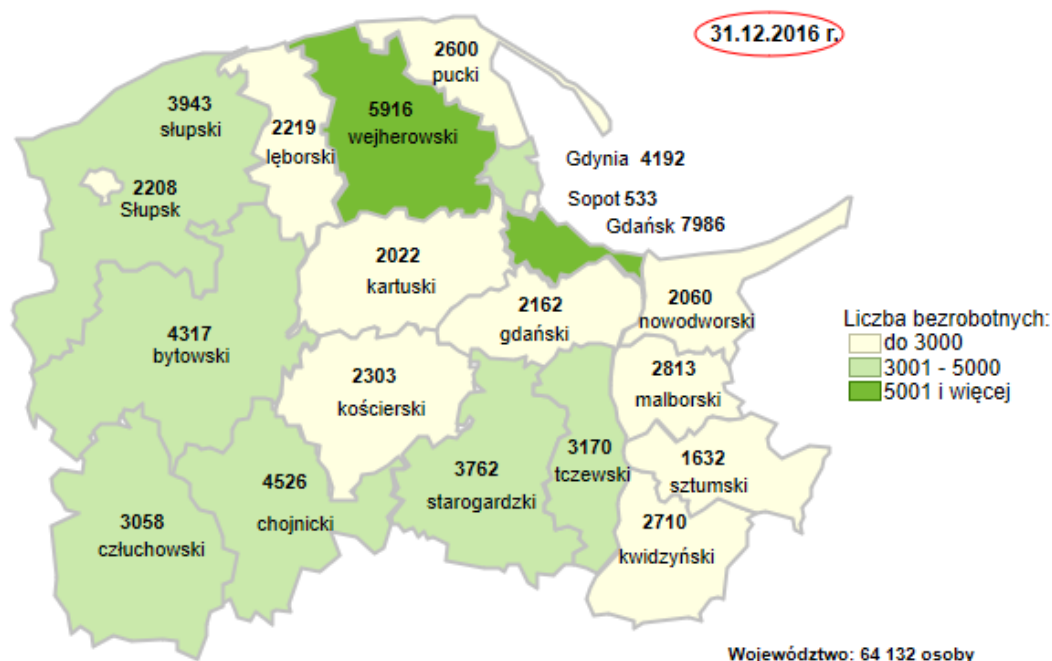 31.12.2016 r.
2600
pucki
3943
słupski
5916
wejherowski
2219
lęborski
Gdynia 4192
2208
Słupsk
Sopot 533
Gdańsk 7986
2022
kartuski
2162
gdański
2060
nowodworski
4317
bytowski
Liczba bezrobotnych:
do 3000
3001 - 5000
5001 i więcej
2303
kościerski
2813
malborski
3170
tczewski
1632
sztumski
4526
chojnicki
3762
starogardzki
3058
człuchowski
2710
kwidzyński
Województwo: 64 132 osoby